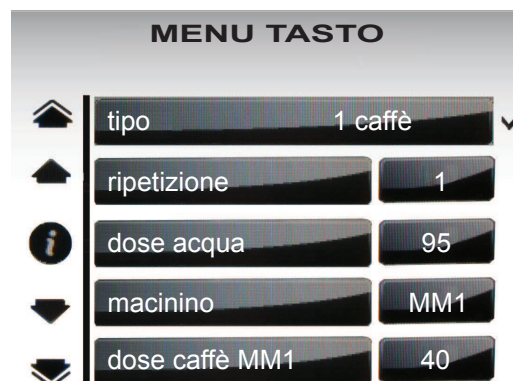 MENU TASTO
tipo 1 caffè
ripetizione 1
dose acqua 95
macinino MM1
dose caffè MM1 40